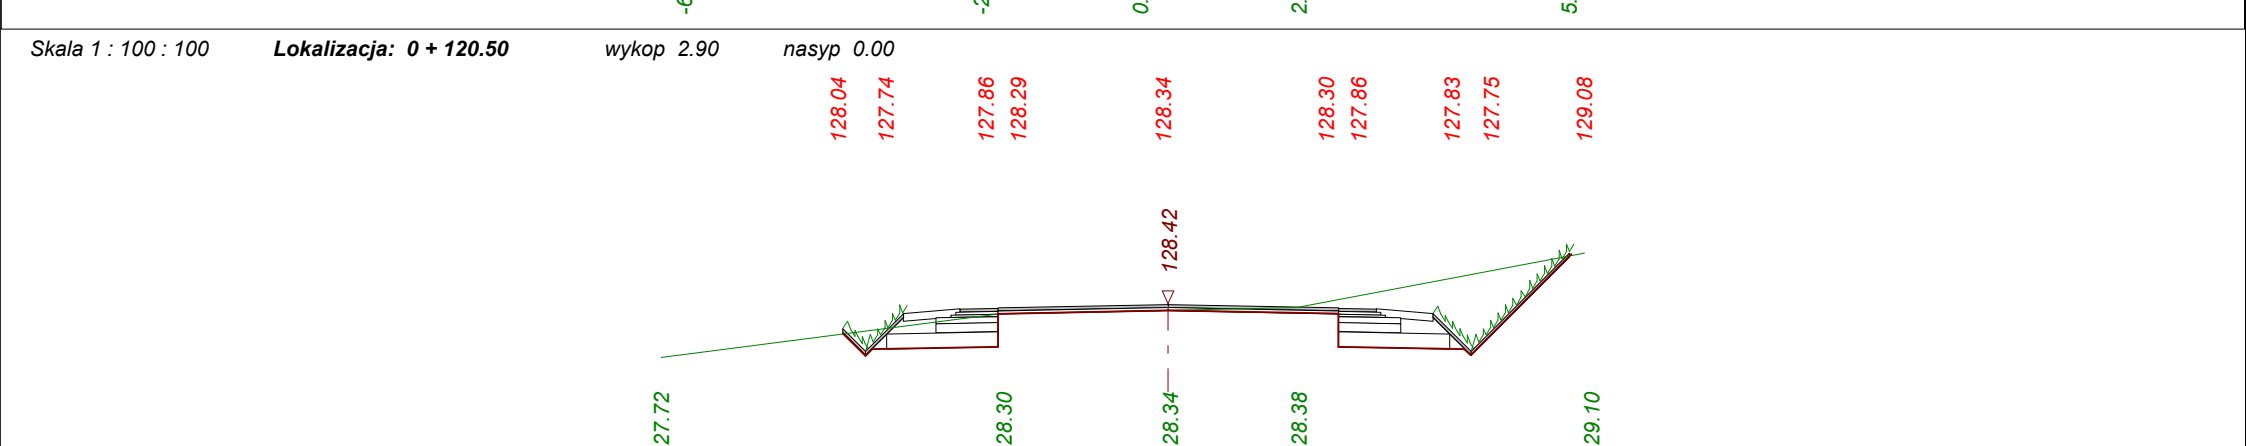 Skala 1 : 100 : 100 Lokalizacja: 0 + 120.50 wykop 2.90 nasyp 0.00
128.04 127.74 127.86 128.29 128.34 128.30 127.86 127.83 127.75 129.08
128.42
27.72 28.30 28.34 28.38 29.10